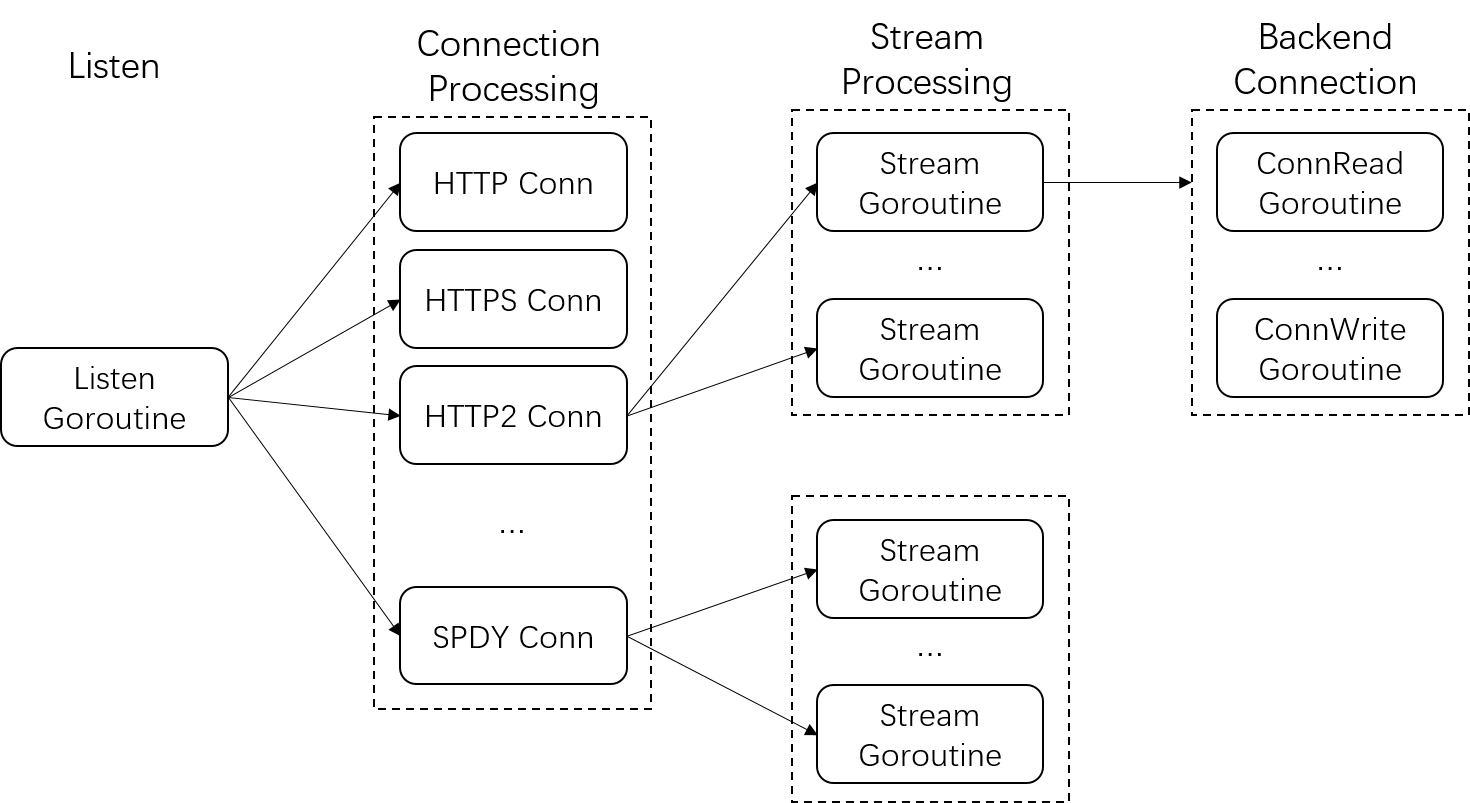 Listen
Connection
Processing
Stream
Processing
Backend
Connection
Listen
Goroutine
HTTP Conn
HTTPS Conn
HTTP2 Conn
...
SPDY Conn
Stream
Goroutine
...
Stream
Goroutine
Stream
Goroutine
...
Stream
Goroutine
ConnRead
Goroutine
...
ConnWrite
Goroutine